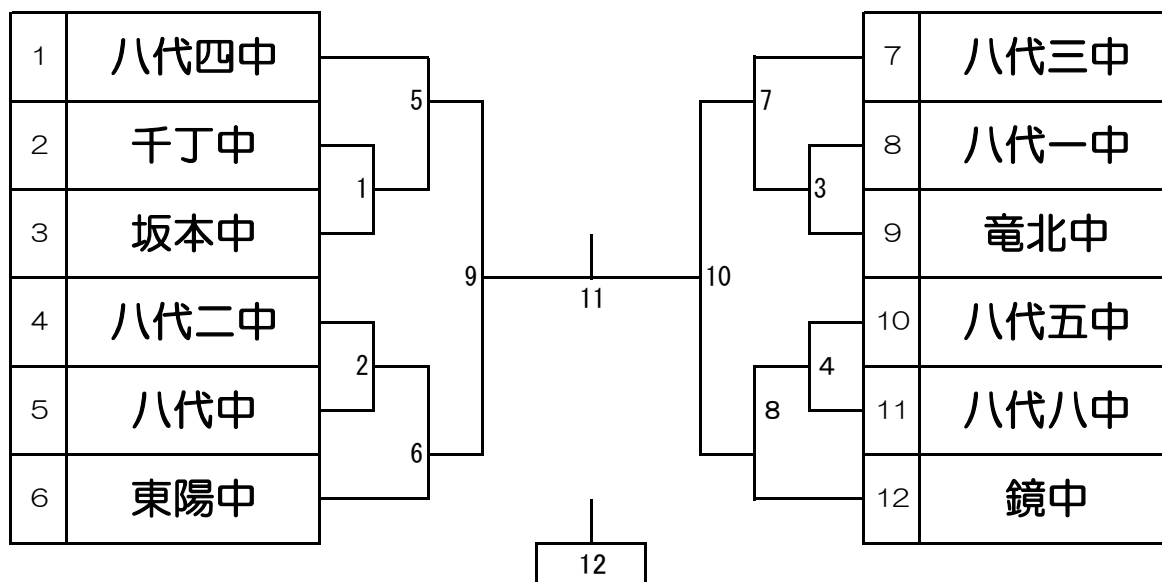 1 八代四中
2 千丁中
3 坂本中
4 八代二中
5 八代中
6 東陽中
5
1
9
2
6
11
12
7
3
10
4
8
7 八代三中
8 八代一中
9 竜北中
10 八代五中
11 八代八中
12 鏡中